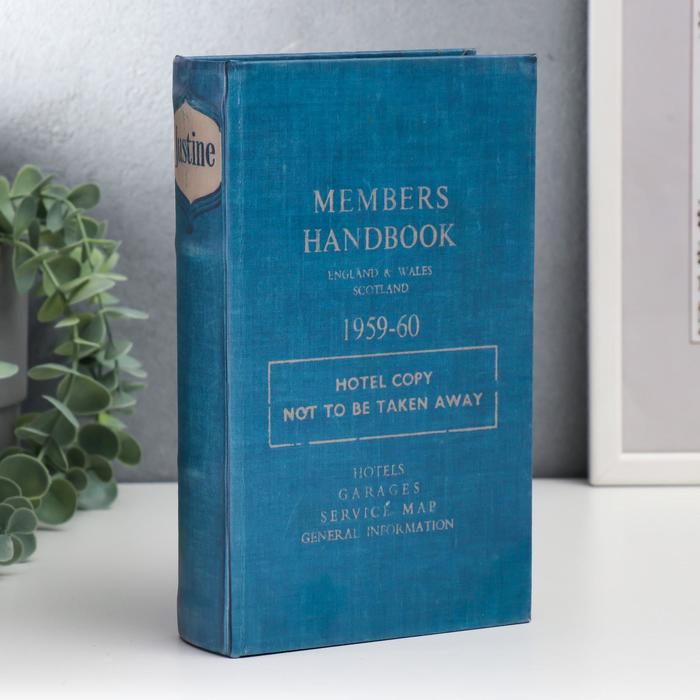 Justine
MEMBERS
HANDBOOK
ENGLAND & WALES
SCOTLAND
1959-60
HOTEL COPY
NOT TO BE TAKEN AWAY
HOTELS
GARAGES
SERVICE MAP
GENERAL INFORMATION